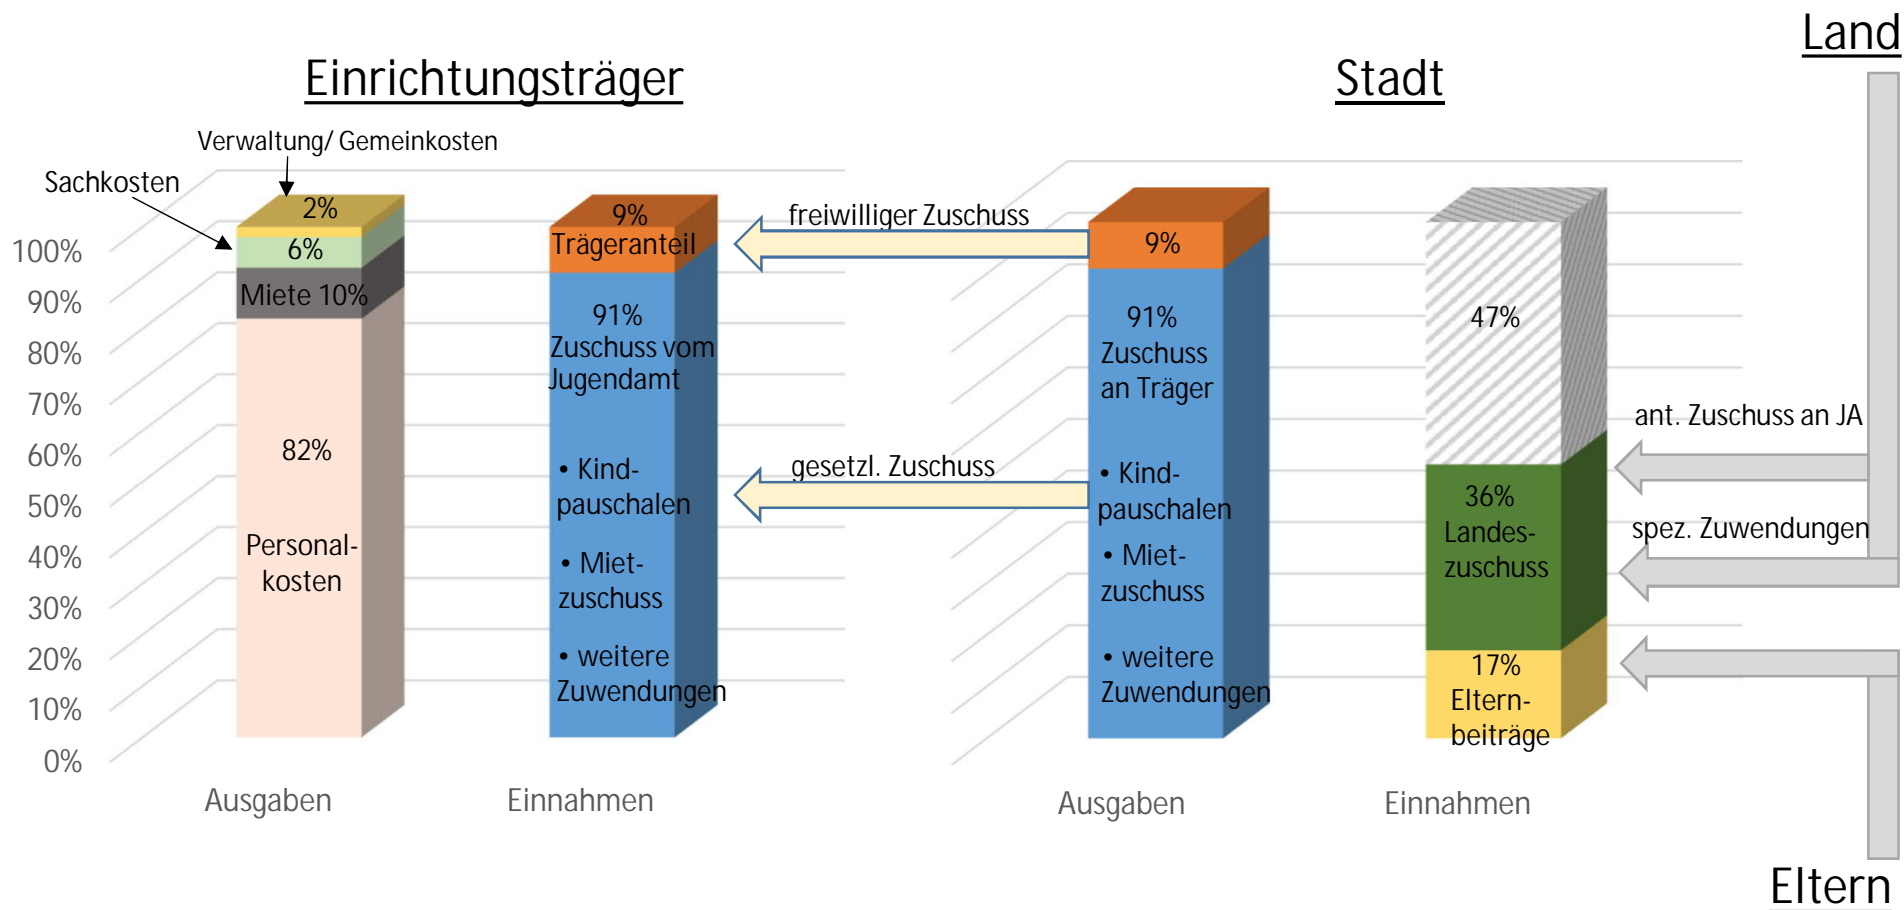 Land
Einrichtungsträger
Stadt
Verwaltung/ Gemeinkosten
Sachkosten
100%
90%
80%
70%
60%
50%
40%
30%
20%
10%
0%
2%
6%
Miete 10%
82%
Personal-
kosten
9%
Trägeranteil
91%
Zuschuss vom
Jugendamt
• Kind-
pauschalen
• Miet-
zuschuss
• weitere
Zuwendungen
freiwilliger Zuschuss
gesetzl. Zuschuss
9%
91%
Zuschuss
an Träger
• Kind-
pauschalen
• Miet-
zuschuss
• weitere
Zuwendungen
47%
36%
Landes-
zuschuss
17%
Eltern-
beiträge
ant. Zuschuss an JA
spez. Zuwendungen
Ausgaben
Einnahmen
Ausgaben
Einnahmen
Eltern